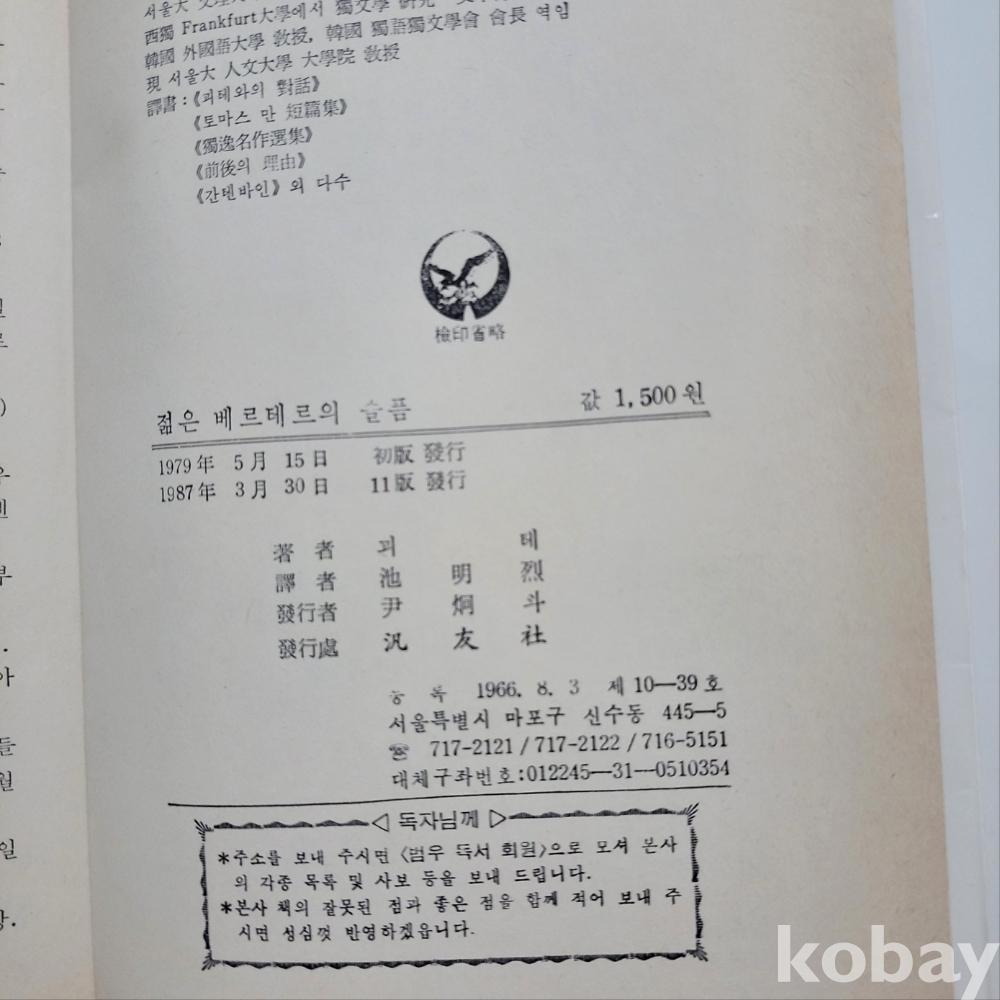 서울大
西獨 Frankfurt大學에서 獨文學 研究
韓國 外國語大學 敎授, 韓國 獨語獨文學會 會長 역임
現 서울大 人文大學 大學院 敎授
譯書:《괴테와의 對話》
《토마스 만 短篇集》
《獨逸名作選集》
《前後의 理由》
《간텐바인》외 다수
檢印省略
젊은 베르테르의 슬픔 값 1,500원
1979年 5月 15日 初版 發行
1987年 3月 30日 11版 發行
著者 괴테
譯者 池明烈
發行者 尹炯斗
發行處 汎友社
등록 1966. 8. 3 제10—39호
서울특별시 마포구 신수동 445—5
☏ 717-2121 / 717-2122 / 716-5151
대체구좌번호:012245—31—0510354
◁ 독자님께 ▷
*주소를 보내 주시면 〈범우 독서 회원〉으로 모셔 본사
의 각종 목록 및 사보 등을 보내 드립니다.
*본사 책의 잘못된 점과 좋은 점을 함께 적어 보내 주
시면 성심껏 반영하겠읍니다.
kobay